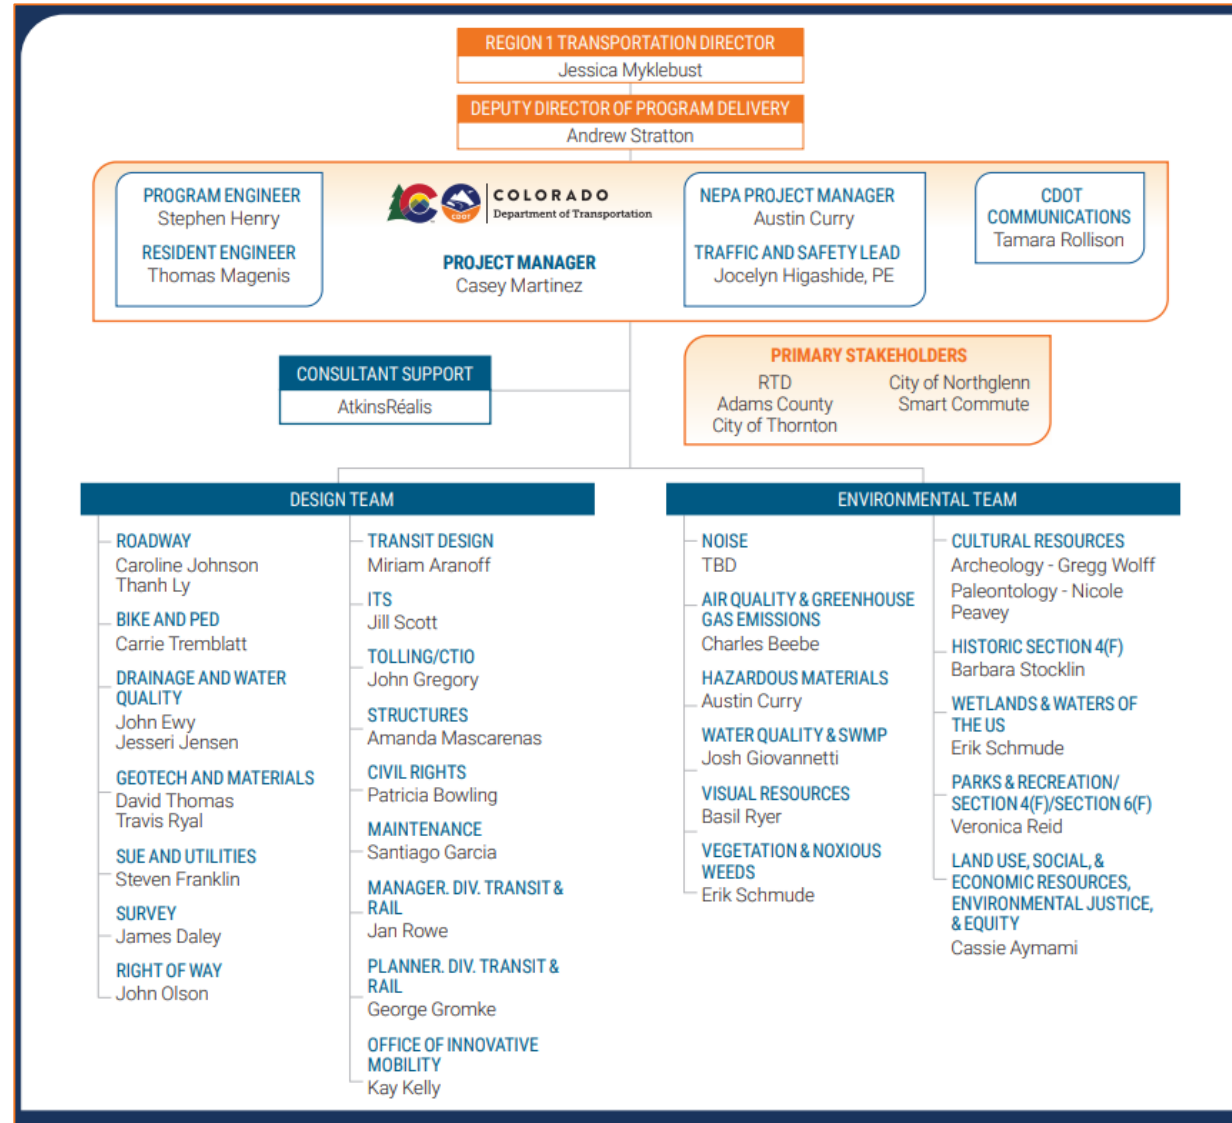 REGION 1 TRANSPORTATION DIRECTOR
Jessica Myklebust
DEPUTY DIRECTOR OF PROGRAM DELIVERY
Andrew Stratton
PROGRAM ENGINEER
Stephen Henry
RESIDENT ENGINEER
Thomas Magenis
CO
CDOT
COLORADO
Department of Transportation
PROJECT MANAGER
Casey Martinez
NEPA PROJECT MANAGER
Austin Curry
TRAFFIC AND SAFETY LEAD
Jocelyn Higashide, PE
CDOT
COMMUNICATIONS
Tamara Rollison
CONSULTANT SUPPORT
AtkinsRéalis
PRIMARY STAKEHOLDERS
RTD
Adams County
City of Thornton
City of Northglenn
Smart Commute
DESIGN TEAM
ROADWAY
Caroline Johnson
Thanh Ly
BIKE AND PED
Carrie Tremblatt
DRAINAGE AND WATER
QUALITY
John Ewy
Jesseri Jensen
GEOTECH AND MATERIALS
David Thomas
Travis Ryal
SUE AND UTILITIES
Steven Franklin
SURVEY
James Daley
RIGHT OF WAY
John Olson
TRANSIT DESIGN
Miriam Aranoff
ITS
Jill Scott
TOLLING/CTIO
John Gregory
STRUCTURES
Amanda Mascarenas
CIVIL RIGHTS
Patricia Bowling
MAINTENANCE
Santiago Garcia
MANAGER. DIV. TRANSIT &
RAIL
Jan Rowe
PLANNER. DIV. TRANSIT &
RAIL
George Gromke
OFFICE OF INNOVATIVE
MOBILITY
Kay Kelly
ENVIRONMENTAL TEAM
NOISE
TBD
AIR QUALITY & GREENHOUSE
GAS EMISSIONS
Charles Beebe
HAZARDOUS MATERIALS
Austin Curry
WATER QUALITY & SWMP
Josh Giovannetti
VISUAL RESOURCES
Basil Ryer
VEGETATION & NOXIOUS
WEEDS
Erik Schmude
CULTURAL RESOURCES
Archeology - Gregg Wolff
Paleontology - Nicole
Peavey
HISTORIC SECTION 4(F)
Barbara Stocklin
WETLANDS & WATERS OF
THE US
Erik Schmude
PARKS & RECREATION/
SECTION 4(F)/SECTION 6(F)
Veronica Reid
LAND USE, SOCIAL, &
ECONOMIC RESOURCES,
ENVIRONMENTAL JUSTICE,
& EQUITY
Cassie Aymami